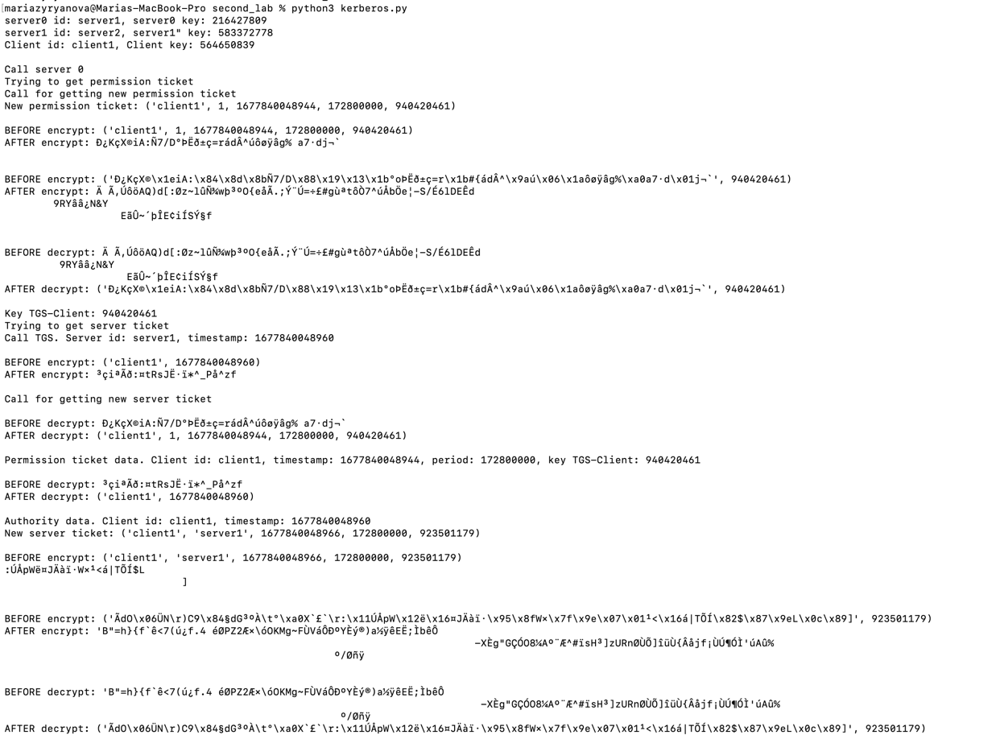 mariazyryanova@Marias-MacBook-Pro second_lab % python3 kerberos.py
server0 id: server1, server0 key: 216427809
server1 id: server2, server1" key: 583372778
Client id: client1, Client key: 564650839
Call server 0
Trying to get permission ticket
Call for getting new permission ticket
New permission ticket: ('client1', 1, 1677840048944, 172800000, 940420461)
BEFORE encrypt: ('client1', 1, 1677840048944, 172800000, 940420461)
AFTER encrypt: Ð¿KçX©iA:Ñ7/D°ÞËð±ç=rádÂ^úôøÿâg% a7·dj¬`
BEFORE encrypt: ('Ð¿KçX©\x1eiA:\x84\x8d\x8bÑ7/D\x88\x19\x13\x1b°oÞËð±ç=r\x1b#{ádÂ^\x9aú\x06\x1aôøÿâg%\xa0a7·d\x01j¬`', 940420461)
AFTER encrypt: Ä Ã,ÚôöAQ)d[:Øz~lûÑ¾wþ³ºO{eåÃ.;Ý¨Ú=÷£#gùªtôÒ7^úÅbÖe¦-S/É6lDEÊd
9RYââ¿N&Y
EãÛ~´þÎE¢iÍSÝ§f
BEFORE decrypt: Ä Ã,ÚôöAQ)d[:Øz~lûÑ¾wþ³ºO{eåÃ.;Ý¨Ú=÷£#gùªtôÒ7^úÅbÖe¦-S/É6lDEÊd
9RYââ¿N&Y
EãÛ~´þÎE¢iÍSÝ§f
AFTER decrypt: ('Ð¿KçX©\x1eiA:\x84\x8d\x8bÑ7/D\x88\x19\x13\x1b°oÞËð±ç=r\x1b#{ádÂ^\x9aú\x06\x1aôøÿâg%\xa0a7·d\x01j¬`', 940420461)
Key TGS-Client: 940420461
Trying to get server ticket
Call TGS. Server id: server1, timestamp: 1677840048960
BEFORE encrypt: ('client1', 1677840048960)
AFTER encrypt: ³çiªÃð:¤tRsJË·ï*^_På^zf
Call for getting new server ticket
BEFORE decrypt: Ð¿KçX©iA:Ñ7/D°ÞËð±ç=rádÂ^úôøÿâg% a7·dj¬`
AFTER decrypt: ('client1', 1, 1677840048944, 172800000, 940420461)
Permission ticket data. Client id: client1, timestamp: 1677840048944, period: 172800000, key TGS-Client: 940420461
BEFORE decrypt: ³çiªÃð:¤tRsJË·ï*^_På^zf
AFTER decrypt: ('client1', 1677840048960)
Authority data. Client id: client1, timestamp: 1677840048960
New server ticket: ('client1', 'server1', 1677840048966, 172800000, 923501179)
BEFORE encrypt: ('client1', 'server1', 1677840048966, 172800000, 923501179)
:ÚÅpWë¤JÄàï·W×¹<á|TÕÍ$L
]
BEFORE encrypt: ('ÃdO\x06ÜN\r)C9\x84§dG³ºÀ\t°\xa0X`£`\r:\x11ÚÅpW\x12ë\x16¤JÄàï·\x95\x8fW×\x7f\x9e\x07\x01¹<\x16á|TÕÍ\x82$\x87\x9eL\x0c\x89]', 923501179)
AFTER encrypt: 'B"=h}{f`ê<7(ú¿f.4 éØPZ2Æ×\óOKMg~FÙVáÔÐºYÈý®)a½ÿêEË;ÌbêÔ
-XÈg"GÇÓO8¼Aº¨Æ^#ïsH³]zURnØÙÕ]îüÙ{Âåjf¡ÙÚ¶ÓÌ'úAû%
º/Øñÿ
BEFORE decrypt: 'B"=h}{f`ê<7(ú¿f.4 éØPZ2Æ×\óOKMg~FÙVáÔÐºYÈý®)a½ÿêEË;ÌbêÔ
-XÈg"GÇÓO8¼Aº¨Æ^#ïsH³]zURnØÙÕ]îüÙ{Âåjf¡ÙÚ¶ÓÌ'úAû%
º/Øñÿ
AFTER decrypt: ('ÃdO\x06ÜN\r)C9\x84§dG³ºÀ\t°\xa0X`£`\r:\x11ÚÅpW\x12ë\x16¤JÄàï·\x95\x8fW×\x7f\x9e\x07\x01¹<\x16á|TÕÍ\x82$\x87\x9eL\x0c\x89]', 923501179)